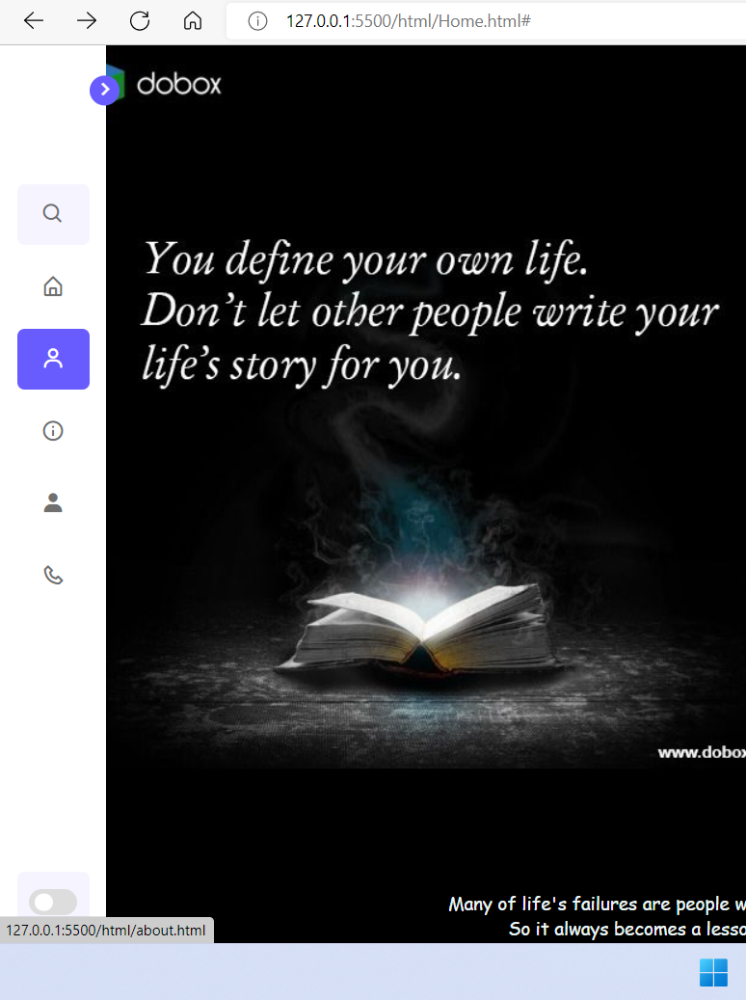 127.0.0.1:5500/html/Home.html#
dobox
You define your own life.
Don't let other people write your
life's story for you.
www.dobox
Many of life's failures are people
So it always becomes a
127.0.0.1:5500/html/about.html